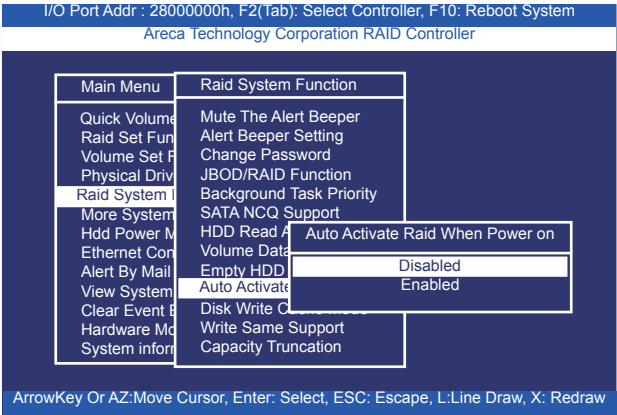 I/O Port Addr : 28000000h, F2(Tab): Select Controller, F10: Reboot System
Areca Technology Corporation RAID Controller
Main Menu
Quick Volume
Raid Set Fun
Volume Set F
Physical Driv
Raid System
More System
Hdd Power M
Ethernet Con
Alert By Mail
View System
Clear Event
Hardware Mo
System infor
Raid System Function
Mute The Alert Beeper
Alert Beeper Setting
Change Password
JBOD/RAID Function
Background Task Priority
SATA NCQ Support
HDD Read A
Volume Data
Empty HDD
Auto Activate
Disk Write Cache Mode
Write Same Support
Capacity Truncation
Auto Activate Raid When Power on
Disabled
Enabled
ArrowKey Or AZ:Move Cursor, Enter: Select, ESC: Escape, L:Line Draw, X: Redraw